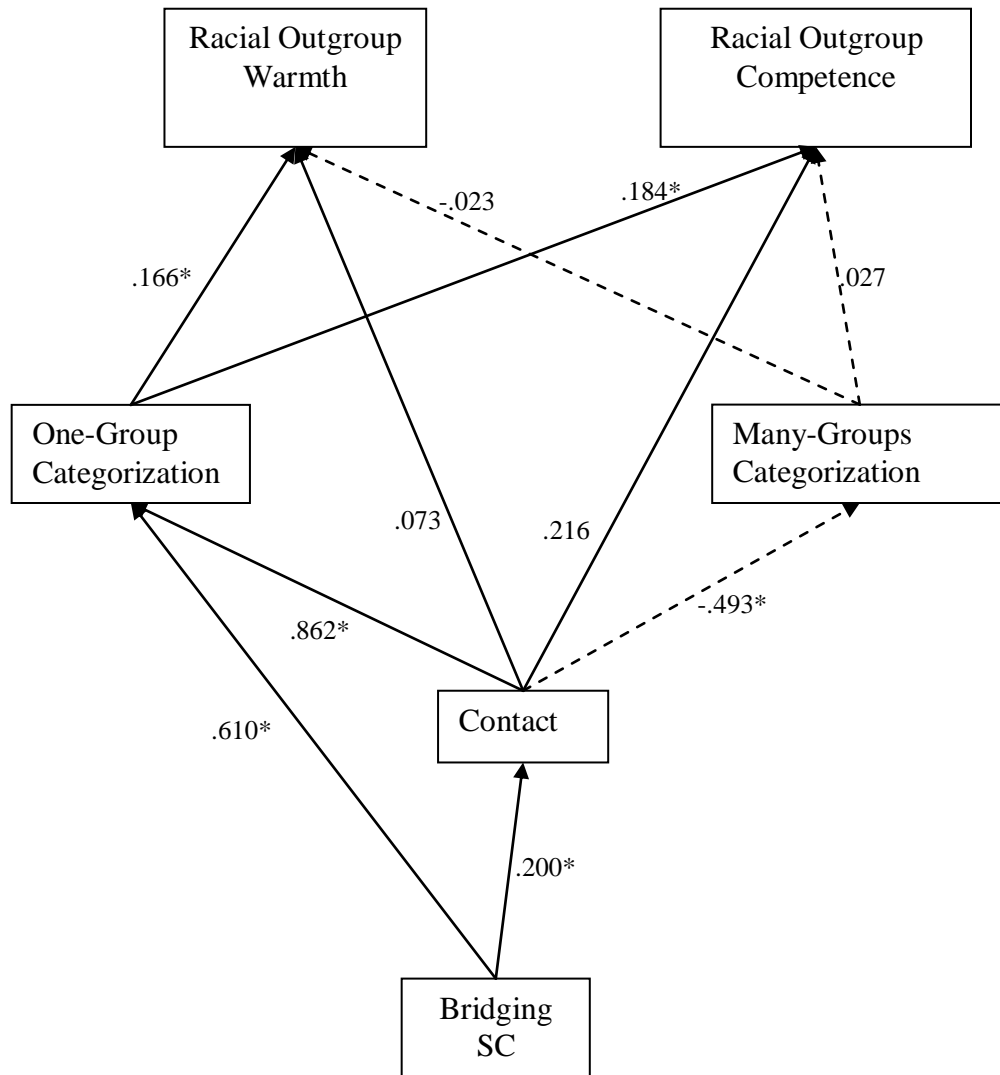 Racial Outgroup
Warmth
Racial Outgroup
Competence
.184*
-.023
.166*
.027
One-Group
Categorization
Many-Groups
Categorization
.073
.216
-.493*
.862*
Contact
.610*
.200*
Bridging
SC